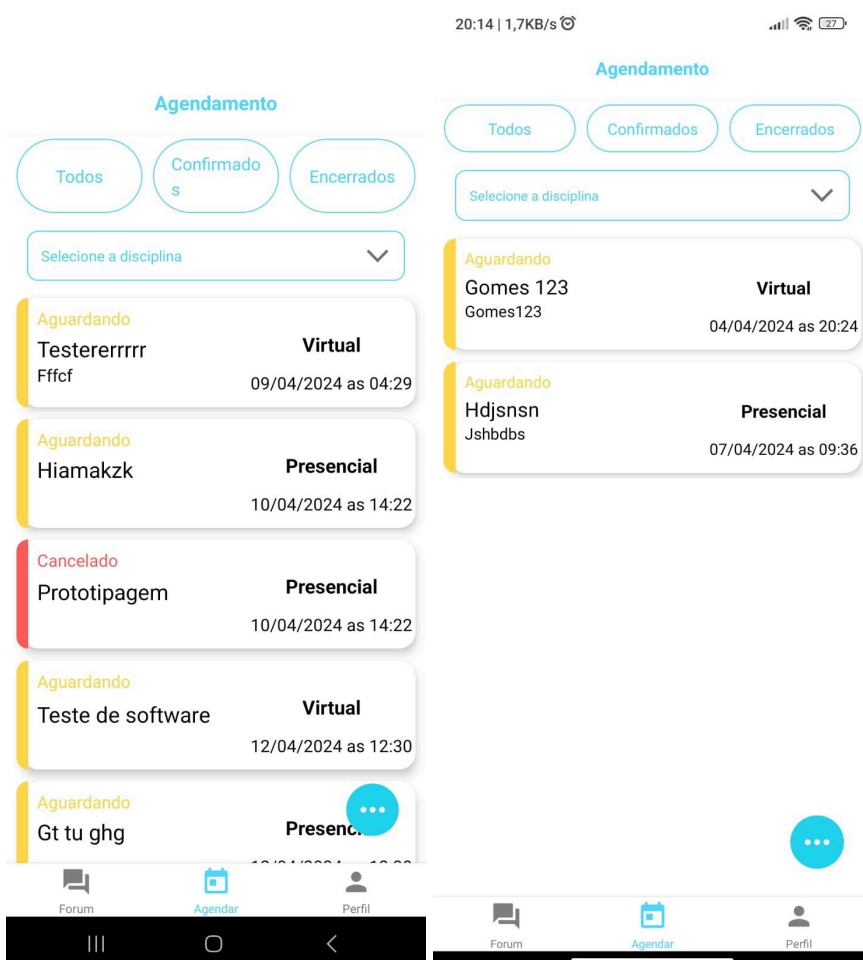 Agendamento
Todos
Confirmado
s
Encerrados
Selecione a disciplina
Aguardando
Testererrrrr
Fffcf
Virtual
09/04/2024 as 04:29
Aguardando
Hiamakzk
Presencial
10/04/2024 as 14:22
Cancelado
Prototipagem
Presencial
10/04/2024 as 14:22
Aguardando
Teste de software
Virtual
12/04/2024 as 12:30
Aguardando
Gt tu ghg
Forum
Agendar
Perfil
20:14 | 1,7KB/s
27
Agendamento
Todos
Confirmados
Encerrados
Selecione a disciplina
Aguardando
Gomes 123
Gomes123
Virtual
04/04/2024 as 20:24
Aguardando
Hdjsnsn
Jshbdbs
Presencial
07/04/2024 as 09:36
Forum
Agendar
Perfil